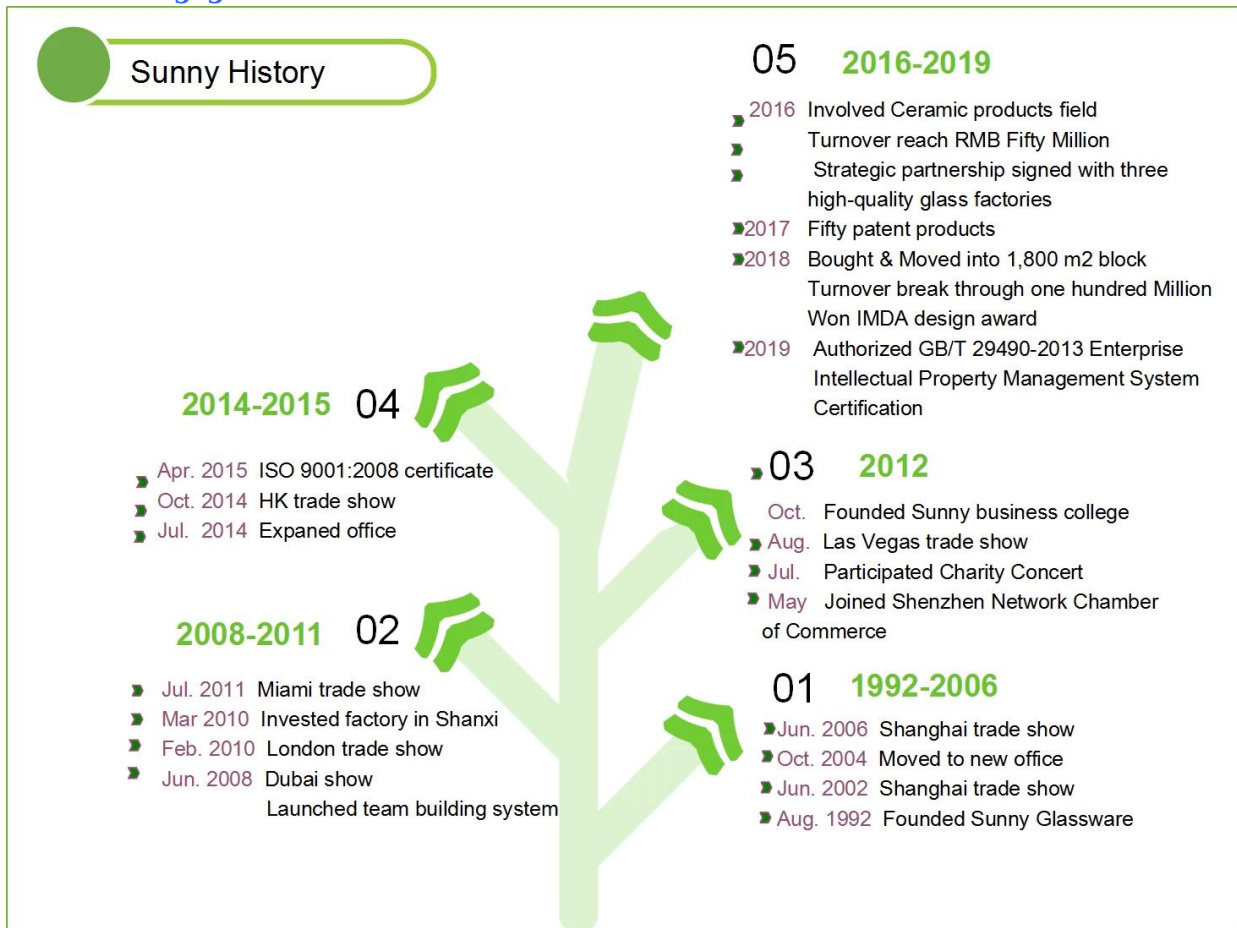 Sunny History
05 2016-2019
2016 Involved Ceramic products field
Turnover reach RMB Fifty Million
Strategic partnership signed with three
high-quality glass factories
2017 Fifty patent products
2018 Bought & Moved into 1,800 m2 block
Turnover break through one hundred Million
Won IMDA design award
2019 Authorized GB/T 29490-2013 Enterprise
Intellectual Property Management System
Certification
2014-2015 04
Apr. 2015 ISO 9001:2008 certificate
Oct. 2014 HK trade show
Jul. 2014 Expaned office
03 2012
Oct. Founded Sunny business college
Aug. Las Vegas trade show
Jul. Participated Charity Concert
May Joined Shenzhen Network Chamber
of Commerce
2008-2011 02
Jul. 2011 Miami trade show
Mar 2010 Invested factory in Shanxi
Feb. 2010 London trade show
Jun. 2008 Dubai show
Launched team building system
01 1992-2006
Jun. 2006 Shanghai trade show
Oct. 2004 Moved to new office
Jun. 2002 Shanghai trade show
Aug. 1992 Founded Sunny Glassware